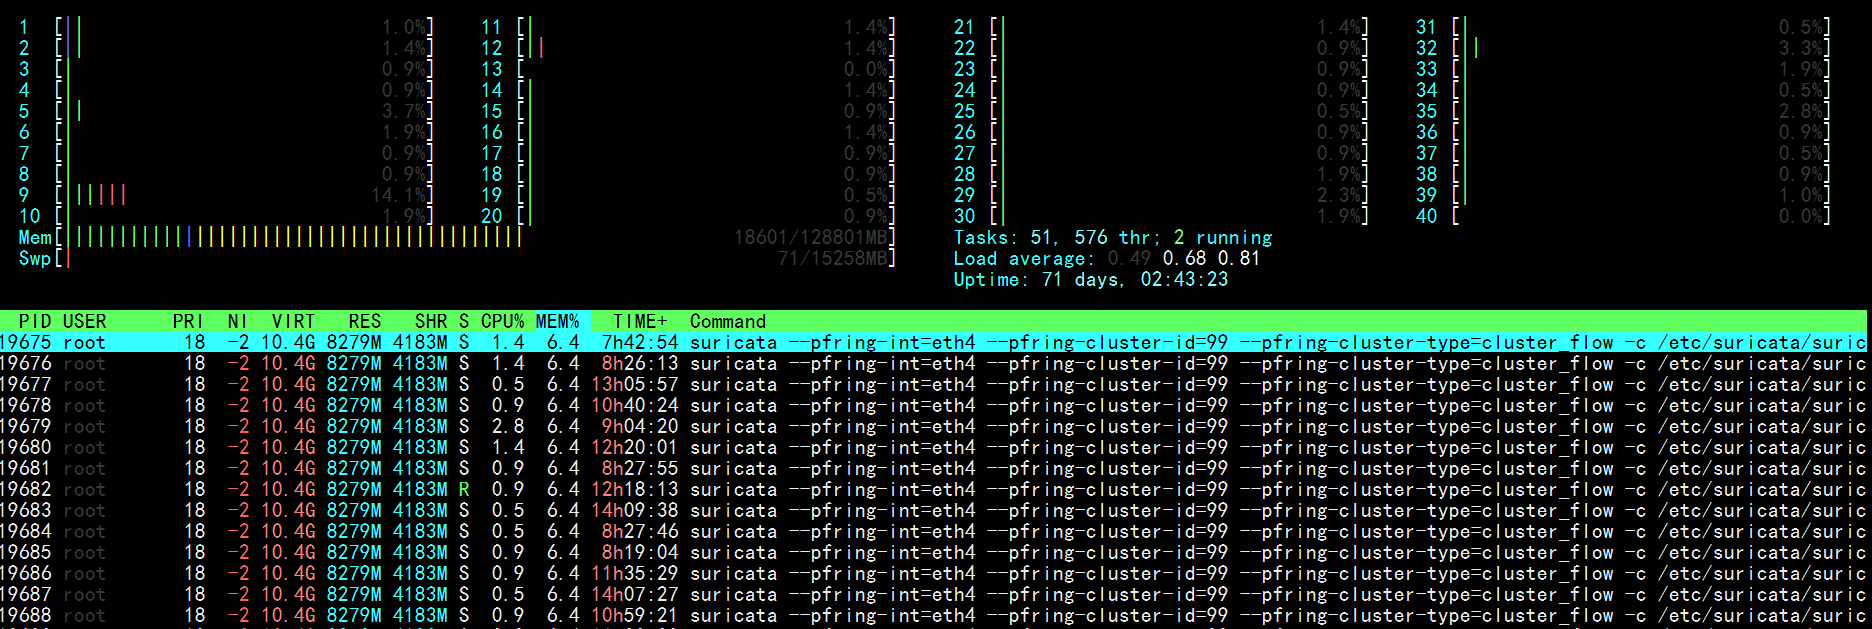 1 [|| 1.0%] 11 [| 1.4%] 21 [| 1.4%] 31 [| 0.5%]
2 [|| 1.4%] 12 [|| 1.4%] 22 [| 0.9%] 32 [|| 3.3%]
3 [| 0.9%] 13 [ 0.0%] 23 [| 0.9%] 33 [| 1.9%]
4 [| 0.9%] 14 [| 1.4%] 24 [| 0.9%] 34 [| 0.5%]
5 [|| 3.7%] 15 [| 0.9%] 25 [| 0.5%] 35 [| 2.8%]
6 [| 1.9%] 16 [| 1.4%] 26 [| 0.9%] 36 [| 0.9%]
7 [| 0.9%] 17 [| 0.9%] 27 [| 0.9%] 37 [| 0.5%]
8 [| 0.9%] 18 [| 0.9%] 28 [| 1.9%] 38 [| 0.9%]
9 [|||||| 14.1%] 19 [| 0.5%] 29 [| 2.3%] 39 [| 1.0%]
10 [| 1.9%] 20 [| 0.9%] 30 [| 1.9%] 40 [ 0.0%]
Mem[|||||||||||||||||||||||||||||||||||||||||| 18601/128801MB] Tasks: 51, 576 thr; 2 running
Swp[| 71/15258MB] Load average: 0.49 0.68 0.81
Uptime: 71 days, 02:43:23
PID USER PRI NI VIRT RES SHR S CPU% MEM% TIME+ Command
19675 root 18 -2 10.4G 8279M 4183M S 1.4 6.4 7h42:54 suricata --pfring-int=eth4 --pfring-cluster-id=99 --pfring-cluster-type=cluster_flow -c /etc/suricata/suric
19676 root 18 -2 10.4G 8279M 4183M S 1.4 6.4 8h26:13 suricata --pfring-int=eth4 --pfring-cluster-id=99 --pfring-cluster-type=cluster_flow -c /etc/suricata/suric
19677 root 18 -2 10.4G 8279M 4183M S 0.5 6.4 13h05:57 suricata --pfring-int=eth4 --pfring-cluster-id=99 --pfring-cluster-type=cluster_flow -c /etc/suricata/suric
19678 root 18 -2 10.4G 8279M 4183M S 0.9 6.4 10h40:24 suricata --pfring-int=eth4 --pfring-cluster-id=99 --pfring-cluster-type=cluster_flow -c /etc/suricata/suric
19679 root 18 -2 10.4G 8279M 4183M S 2.8 6.4 9h04:20 suricata --pfring-int=eth4 --pfring-cluster-id=99 --pfring-cluster-type=cluster_flow -c /etc/suricata/suric
19680 root 18 -2 10.4G 8279M 4183M S 1.4 6.4 12h20:01 suricata --pfring-int=eth4 --pfring-cluster-id=99 --pfring-cluster-type=cluster_flow -c /etc/suricata/suric
19681 root 18 -2 10.4G 8279M 4183M S 0.9 6.4 8h27:55 suricata --pfring-int=eth4 --pfring-cluster-id=99 --pfring-cluster-type=cluster_flow -c /etc/suricata/suric
19682 root 18 -2 10.4G 8279M 4183M R 0.9 6.4 12h18:13 suricata --pfring-int=eth4 --pfring-cluster-id=99 --pfring-cluster-type=cluster_flow -c /etc/suricata/suric
19683 root 18 -2 10.4G 8279M 4183M S 0.5 6.4 14h09:38 suricata --pfring-int=eth4 --pfring-cluster-id=99 --pfring-cluster-type=cluster_flow -c /etc/suricata/suric
19684 root 18 -2 10.4G 8279M 4183M S 0.5 6.4 8h27:46 suricata --pfring-int=eth4 --pfring-cluster-id=99 --pfring-cluster-type=cluster_flow -c /etc/suricata/suric
19685 root 18 -2 10.4G 8279M 4183M S 0.9 6.4 8h19:04 suricata --pfring-int=eth4 --pfring-cluster-id=99 --pfring-cluster-type=cluster_flow -c /etc/suricata/suric
19686 root 18 -2 10.4G 8279M 4183M S 0.9 6.4 11h35:29 suricata --pfring-int=eth4 --pfring-cluster-id=99 --pfring-cluster-type=cluster_flow -c /etc/suricata/suric
19687 root 18 -2 10.4G 8279M 4183M S 0.5 6.4 14h07:27 suricata --pfring-int=eth4 --pfring-cluster-id=99 --pfring-cluster-type=cluster_flow -c /etc/suricata/suric
19688 root 18 -2 10.4G 8279M 4183M S 0.9 6.4 10h59:21 suricata --pfring-int=eth4 --pfring-cluster-id=99 --pfring-cluster-type=cluster_flow -c /etc/suricata/suric